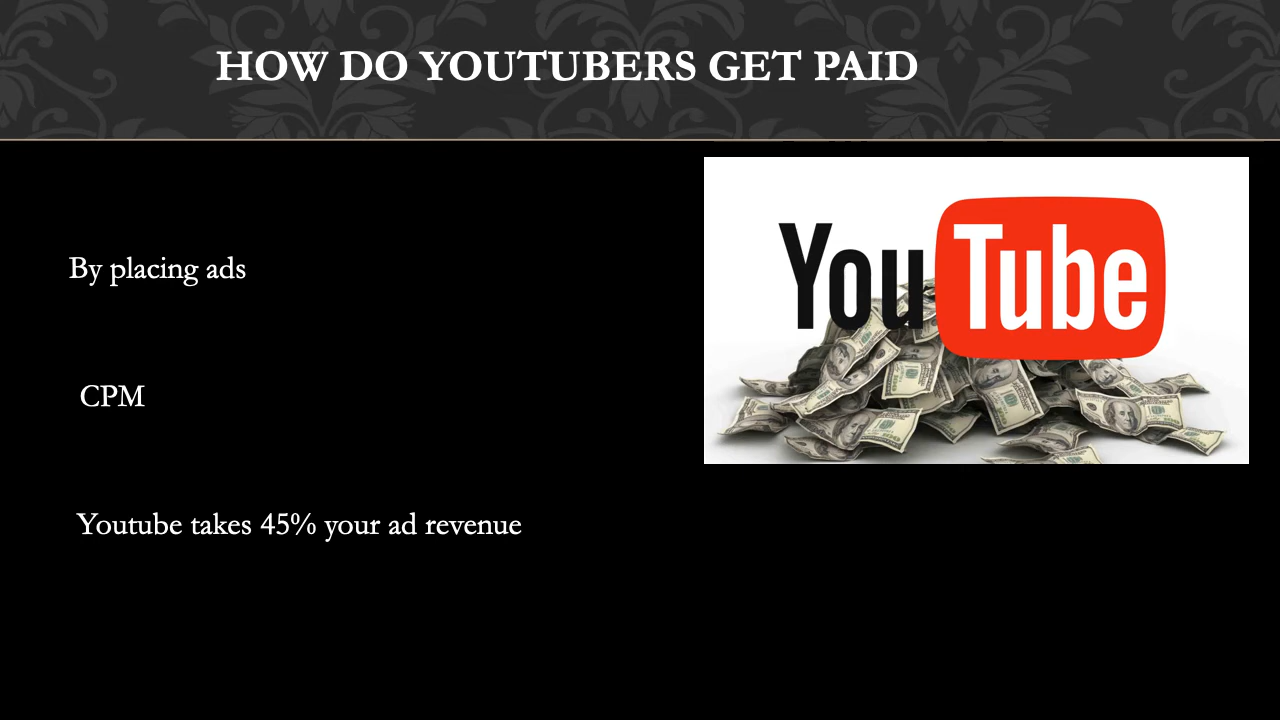 HOW DO YOUTUBERS GET PAID
By placing ads
CPM
Youtube takes 45% your ad revenue
YouTube